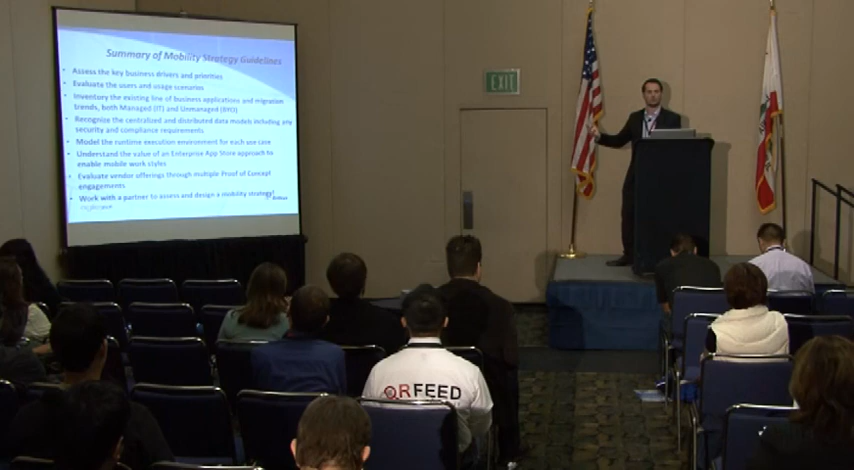 Summary of Mobility Strategy Guidelines
• Assess the key business drivers and priorities
• Evaluate the users and usage scenarios
• Inventory the existing line of business applications and migration
trends, both Managed (IT) and Unmanaged (BYO)
• Recognize the centralized and distributed data models including any
security and compliance requirements
• Model the runtime execution environment for each use case
• Understand the value of an Enterprise App Store approach to
enable mobile work styles
• Evaluate vendor offerings through multiple Proof of Concept
engagements
• Work with a partner to assess and design a mobility strategy!
EXIT
QRFEED